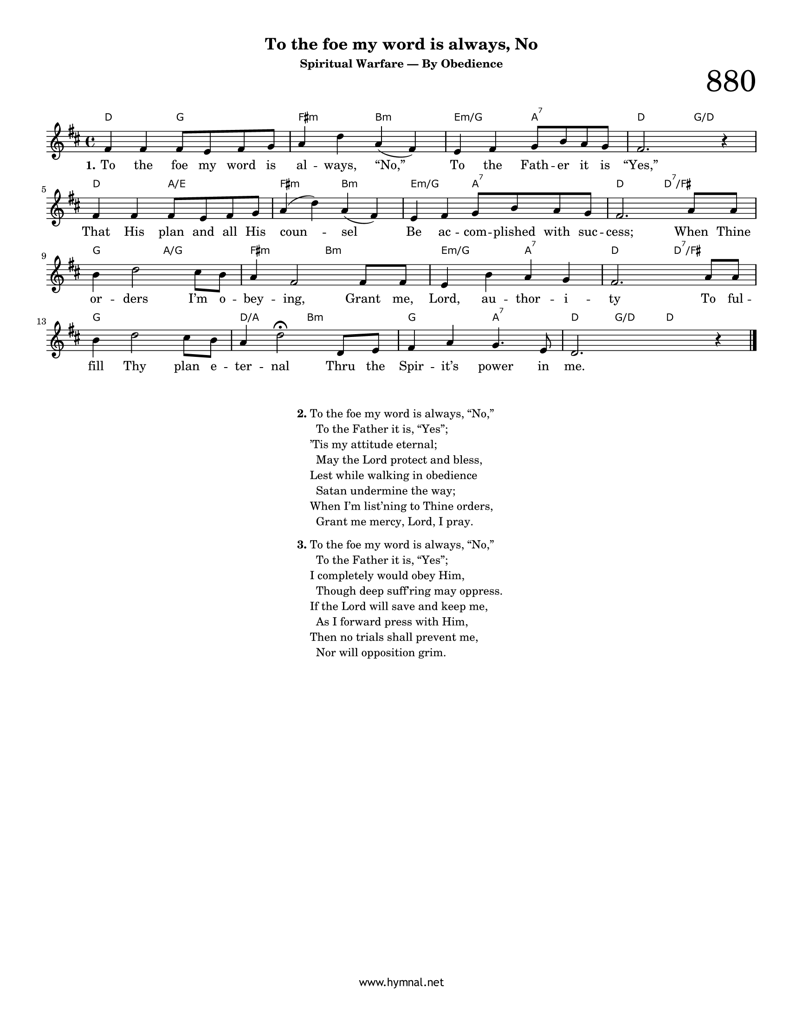 To the foe my word is always, No
Spiritual Warfare — By Obedience
880
D G F♯m Bm Em/G A7 D G/D
1. To the foe my word is al - ways, “No,” To the Fath - er it is “Yes,”
5
D A/E F♯m Bm Em/G A7 D D7/F♯
That His plan and all His coun - sel Be ac - com-plished with suc - cess; When Thine
9
G A/G F♯m Bm Em/G A7 D D7/F♯
or - ders I’m o - bey - ing, Grant me, Lord, au - thor - i - ty To ful -
13
G D/A Bm G A7 D G/D D
fill Thy plan e - ter - nal Thru the Spir - it’s power in me.
2. To the foe my word is always, “No,”
To the Father it is, “Yes”;
’Tis my attitude eternal;
May the Lord protect and bless,
Lest while walking in obedience
Satan undermine the way;
When I’m list’ning to Thine orders,
Grant me mercy, Lord, I pray.
3. To the foe my word is always, “No,”
To the Father it is, “Yes”;
I completely would obey Him,
Though deep suff’ring may oppress.
If the Lord will save and keep me,
As I forward press with Him,
Then no trials shall prevent me,
Nor will opposition grim.
www.hymnal.net